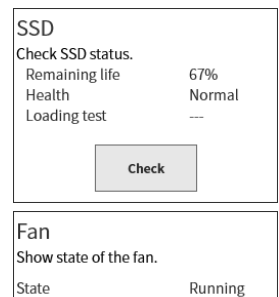 SSD
Check SSD status.
Remaining life 67%
Health Normal
Loading test ---
Check
Fan
Show state of the fan.
State Running